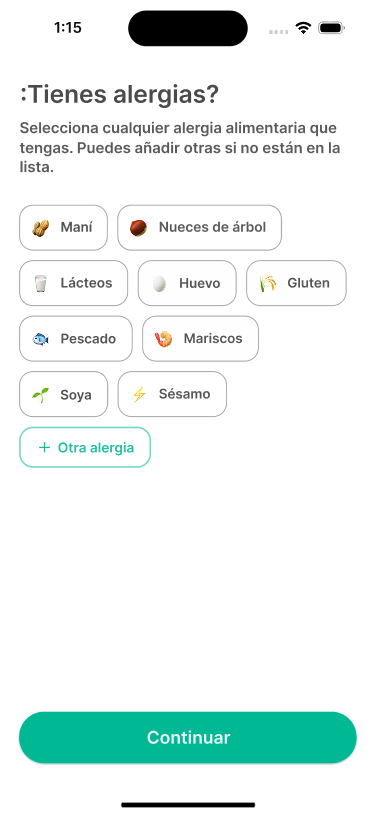 1:15
:Tienes alergias?
Selecciona cualquier alergia alimentaria que
tengas. Puedes añadir otras si no están en la
lista.
Maní
Nueces de árbol
Lácteos
Huevo
Gluten
Pescado
Mariscos
Soya
Sésamo
+ Otra alergia
Continuar